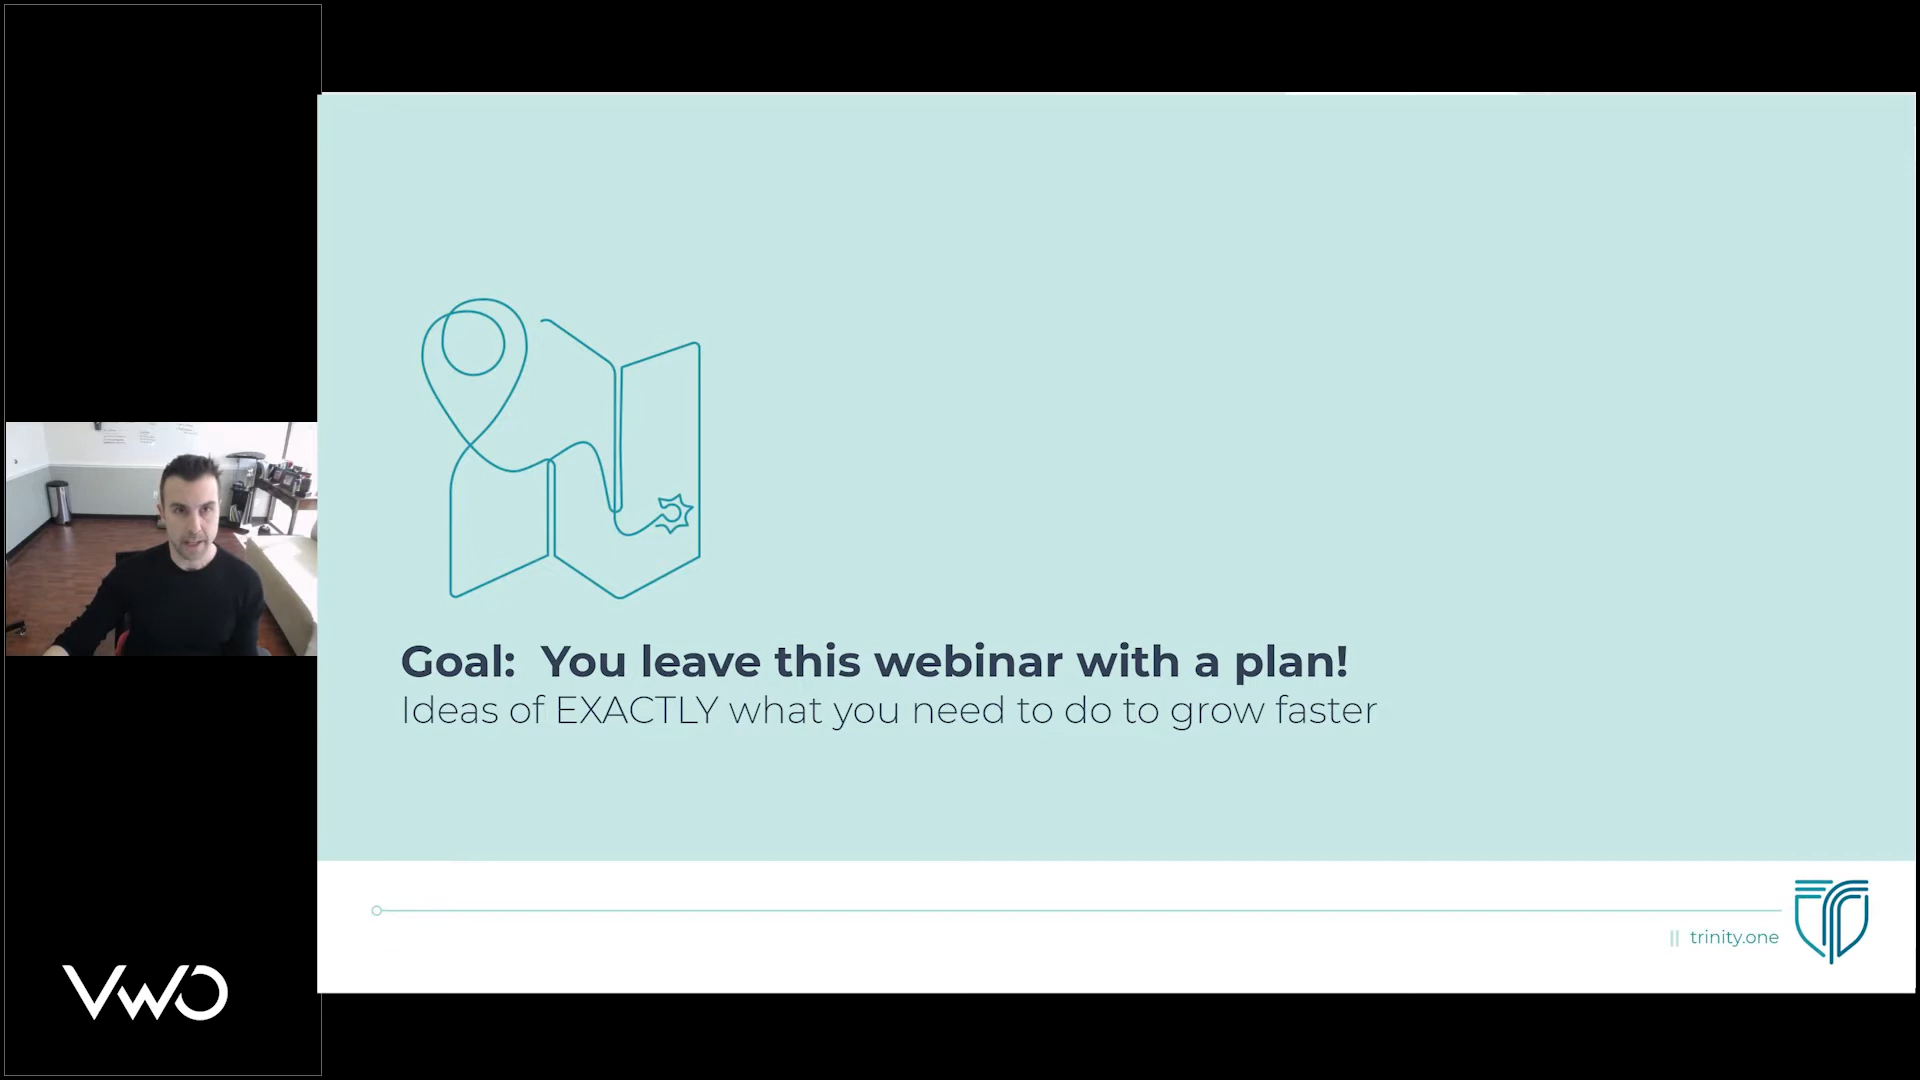 Goal:  You leave this webinar with a plan!
Ideas of EXACTLY what you need to do to grow faster
|| trinity.one
VWO